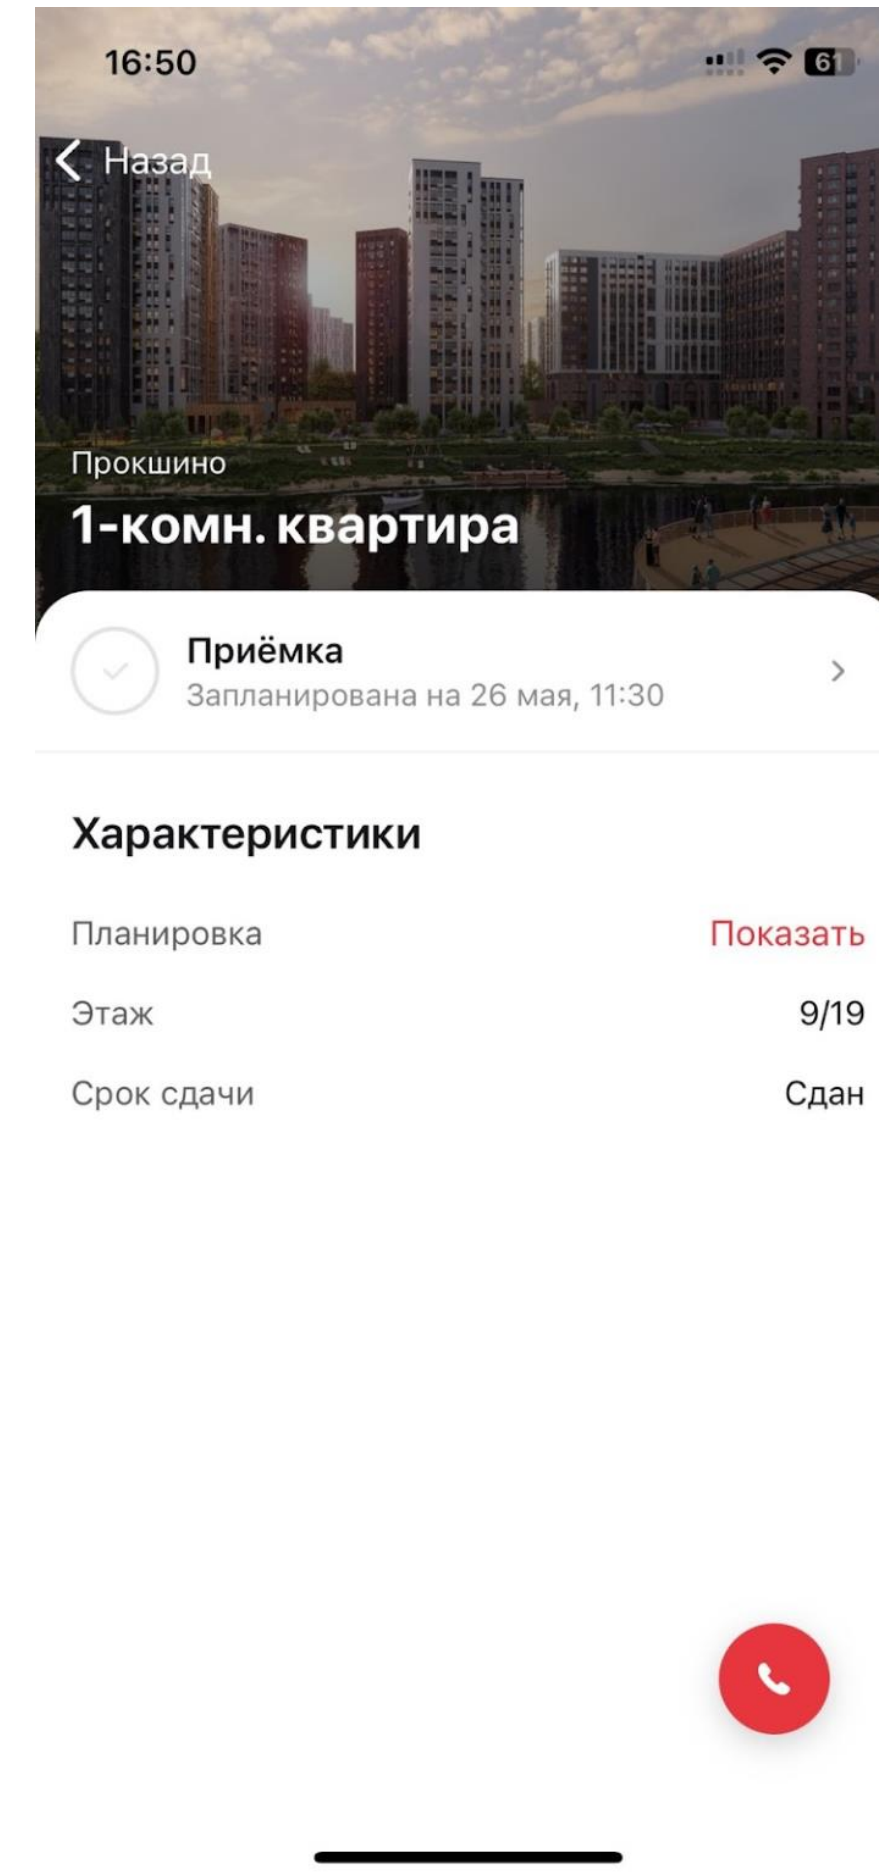 16:50
61
Назад
Прокшино
1-комн. квартира
Приёмка
Запланирована на 26 мая, 11:30
Характеристики
Планировка Показать
Этаж 9/19
Срок сдачи Сдан